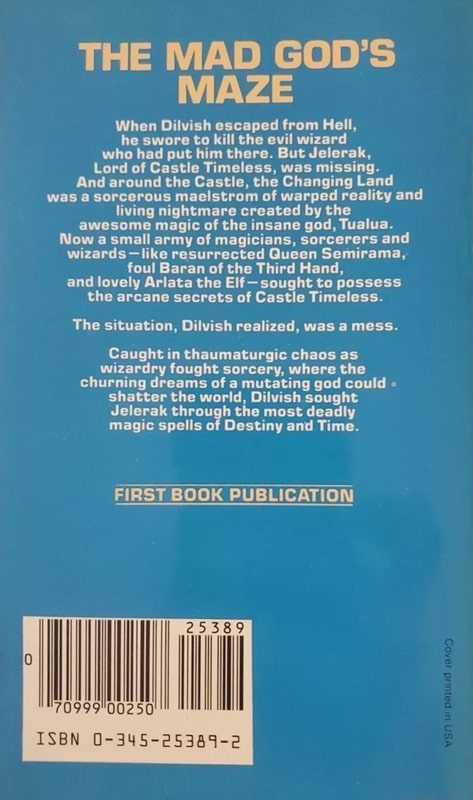 THE MAD GOD'S
MAZE
When Dilvish escaped from Hell,
he swore to kill the evil wizard
who had put him there. But Jelerak,
Lord of Castle Timeless, was missing.
And around the Castle, the Changing Land
was a sorcerous maelstrom of warped reality and
living nightmare created by the
awesome magic of the insane god, Tualua.
Now a small army of magicians, sorcerers and
wizards—like resurrected Queen Semirama,
foul Baran of the Third Hand,
and lovely Arlata the Elf—sought to possess
the arcane secrets of Castle Timeless.
The situation, Dilvish realized, was a mess.
Caught in thaumaturgic chaos as
wizardry fought sorcery, where the
churning dreams of a mutating god could
shatter the world, Dilvish sought
Jelerak through the most deadly
magic spells of Destiny and Time.
FIRST BOOK PUBLICATION
25389
0
70999 00250
ISBN 0-345-25389-2
Cover printed in USA